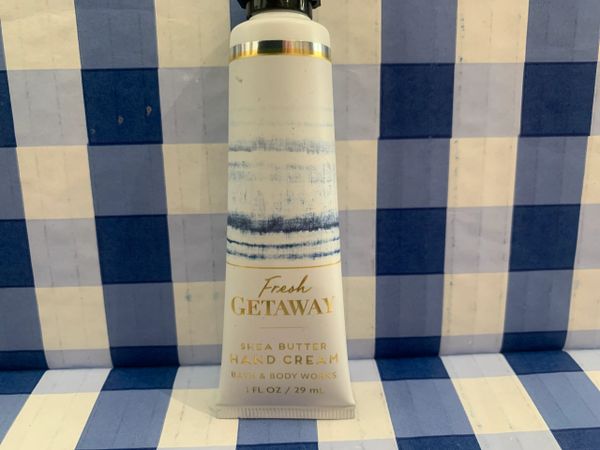 Fresh
GETAWAY
SHEA BUTTER
HAND CREAM
BATH & BODY WORKS
1 FL OZ / 29 mL